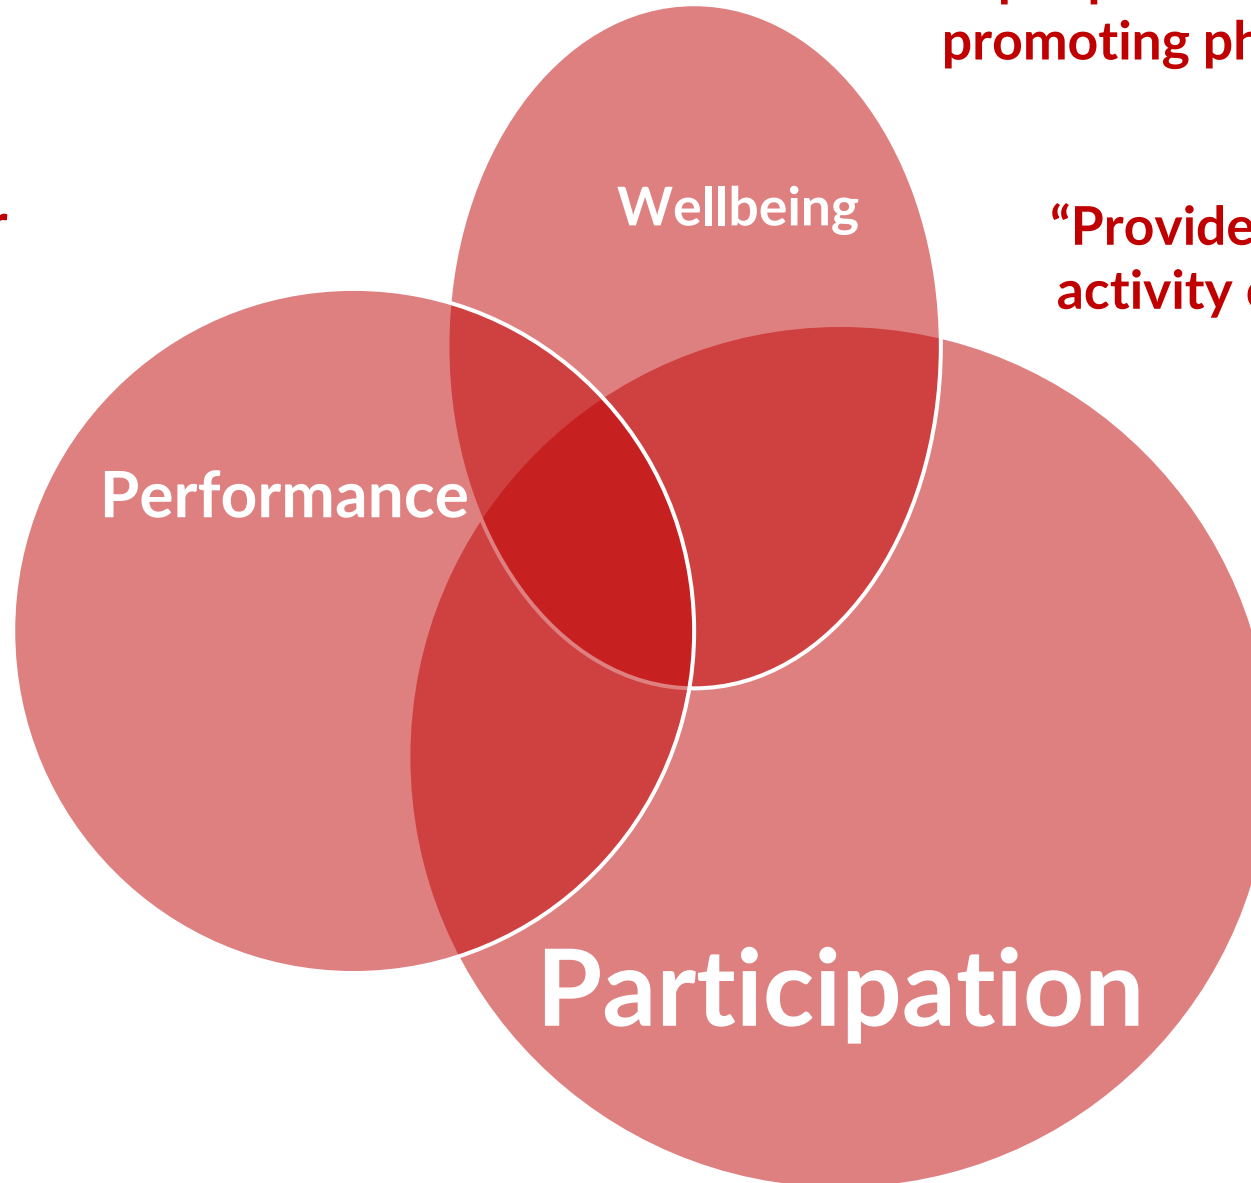 promoting ph
Wellbeing
“Provide
activity
Performance
Participation